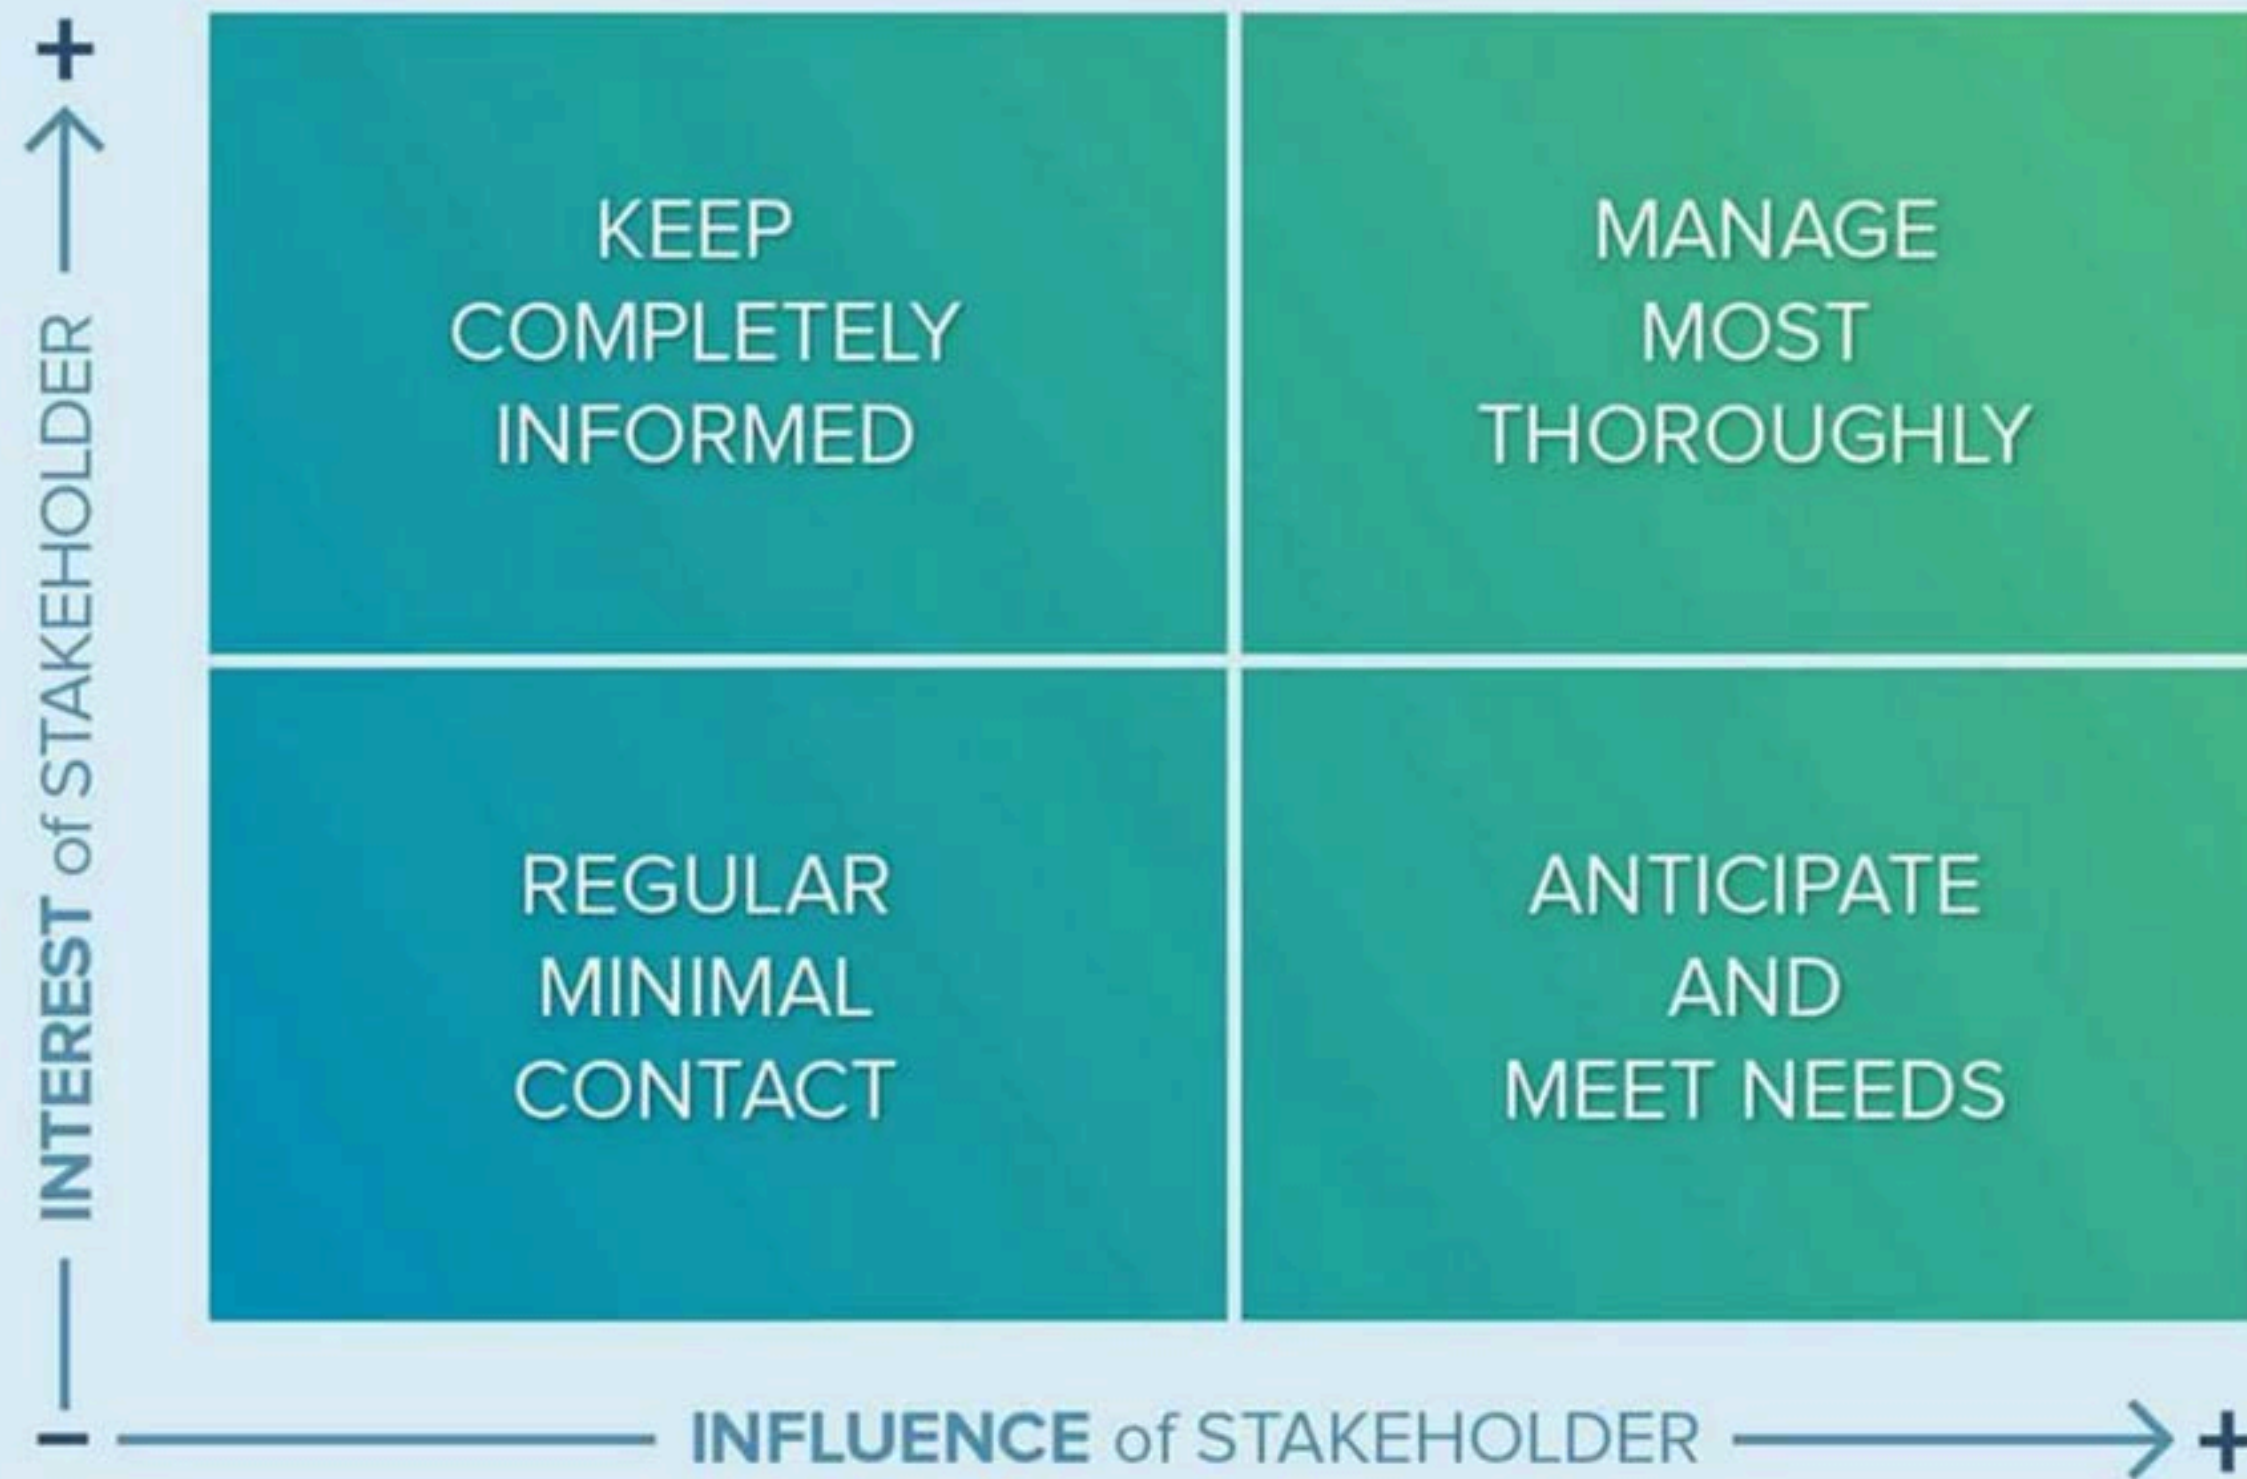 +
KEEP
COMPLETELY
INFORMED
MANAGE
MOST
THOROUGHLY
INTEREST of STAKEHOLDER
REGULAR
MINIMAL
CONTACT
ANTICIPATE
AND
MEET NEEDS
−
INFLUENCE of STAKEHOLDER
+